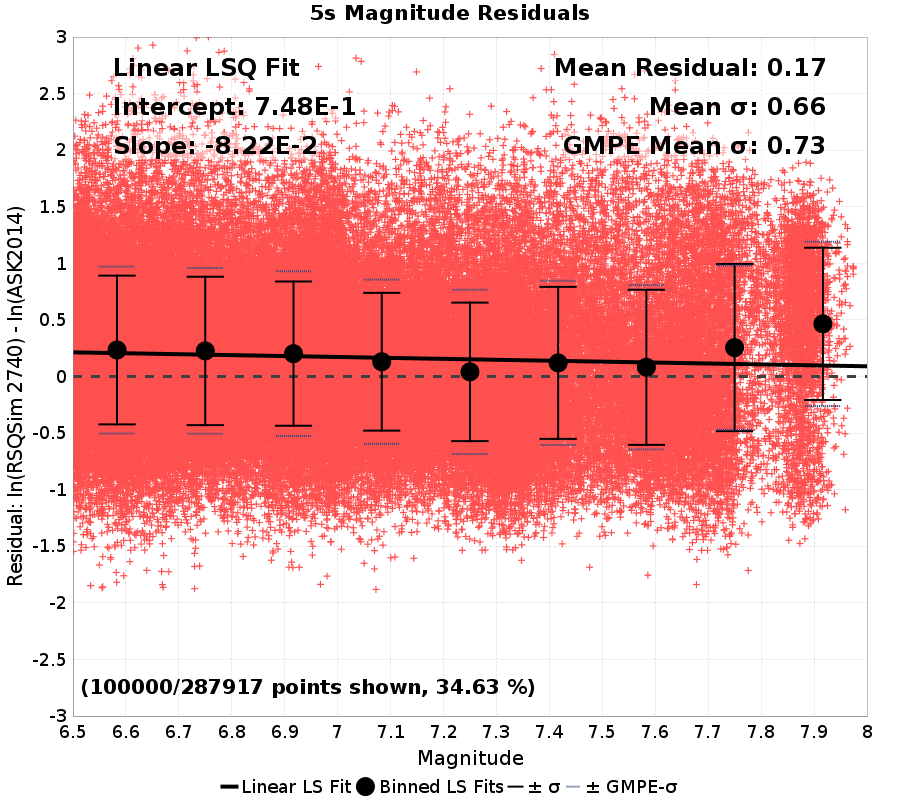 5s Magnitude Residuals
Linear LSQ Fit
Intercept: 7.48E-1
Slope: -8.22E-2
Mean Residual: 0.17
Mean σ: 0.66
GMPE Mean σ: 0.73
Residual: ln(RSQSim 2740) - ln(ASK2014)
3
2.5
2
1.5
1
0.5
0
-0.5
-1
-1.5
-2
-2.5
-3
(100000/287917 points shown, 34.63 %)
6.5 6.6 6.7 6.8 6.9 7 7.1 7.2 7.3 7.4 7.5 7.6 7.7 7.8 7.9 8
Magnitude
Linear LS Fit Binned LS Fits ± σ ± GMPE-σ